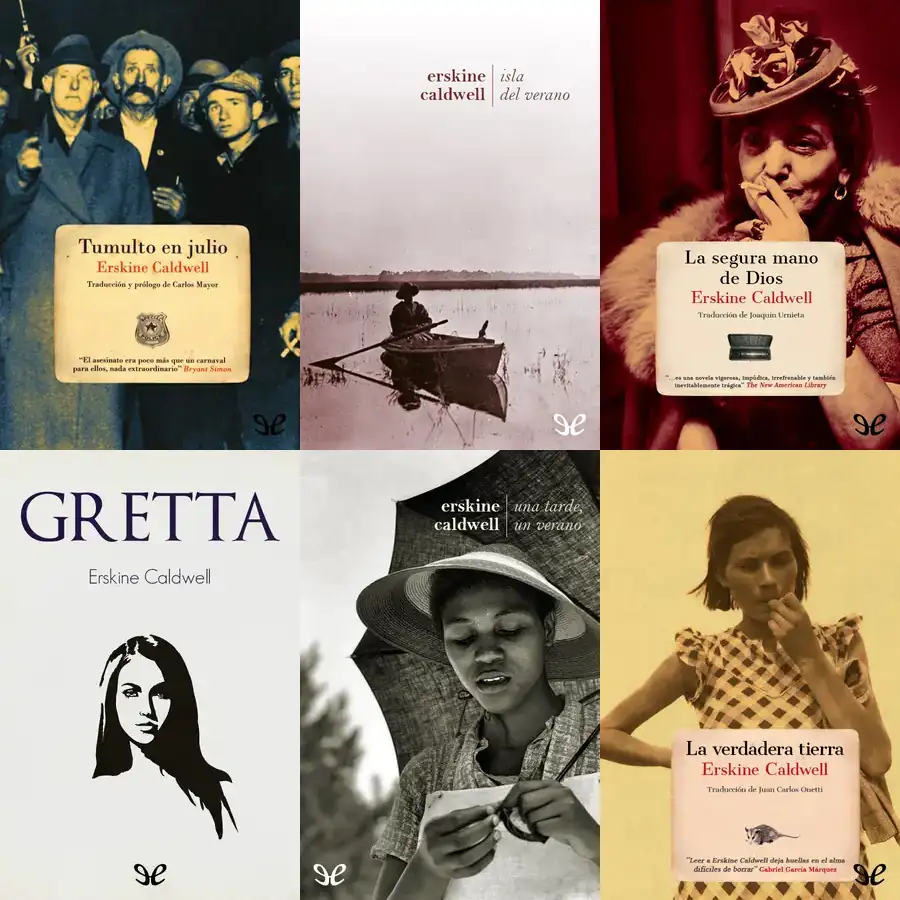 Tumulto en julio
Erskine Caldwell
Traducción y prólogo de Carlos Mayor
“El asesinato era poco más que un carnaval
para ellos, nada extraordinario” Bryant Simon
erskine
caldwell
isla
del verano
La segura mano
de Dios
Erskine Caldwell
Traducción de Joaquín Urnieta
“...es una novela vigorosa, impúdica, irrefrenable y también
inevitablemente trágica” The New American Library
GRETTA
Erskine Caldwell
erskine
caldwell
una tarde,
un verano
La verdadera tierra
Erskine Caldwell
Traducción de Juan Carlos Onetti
“Leer a Erskine Caldwell deja huellas en el alma
difíciles de borrar” Gabriel García Márquez